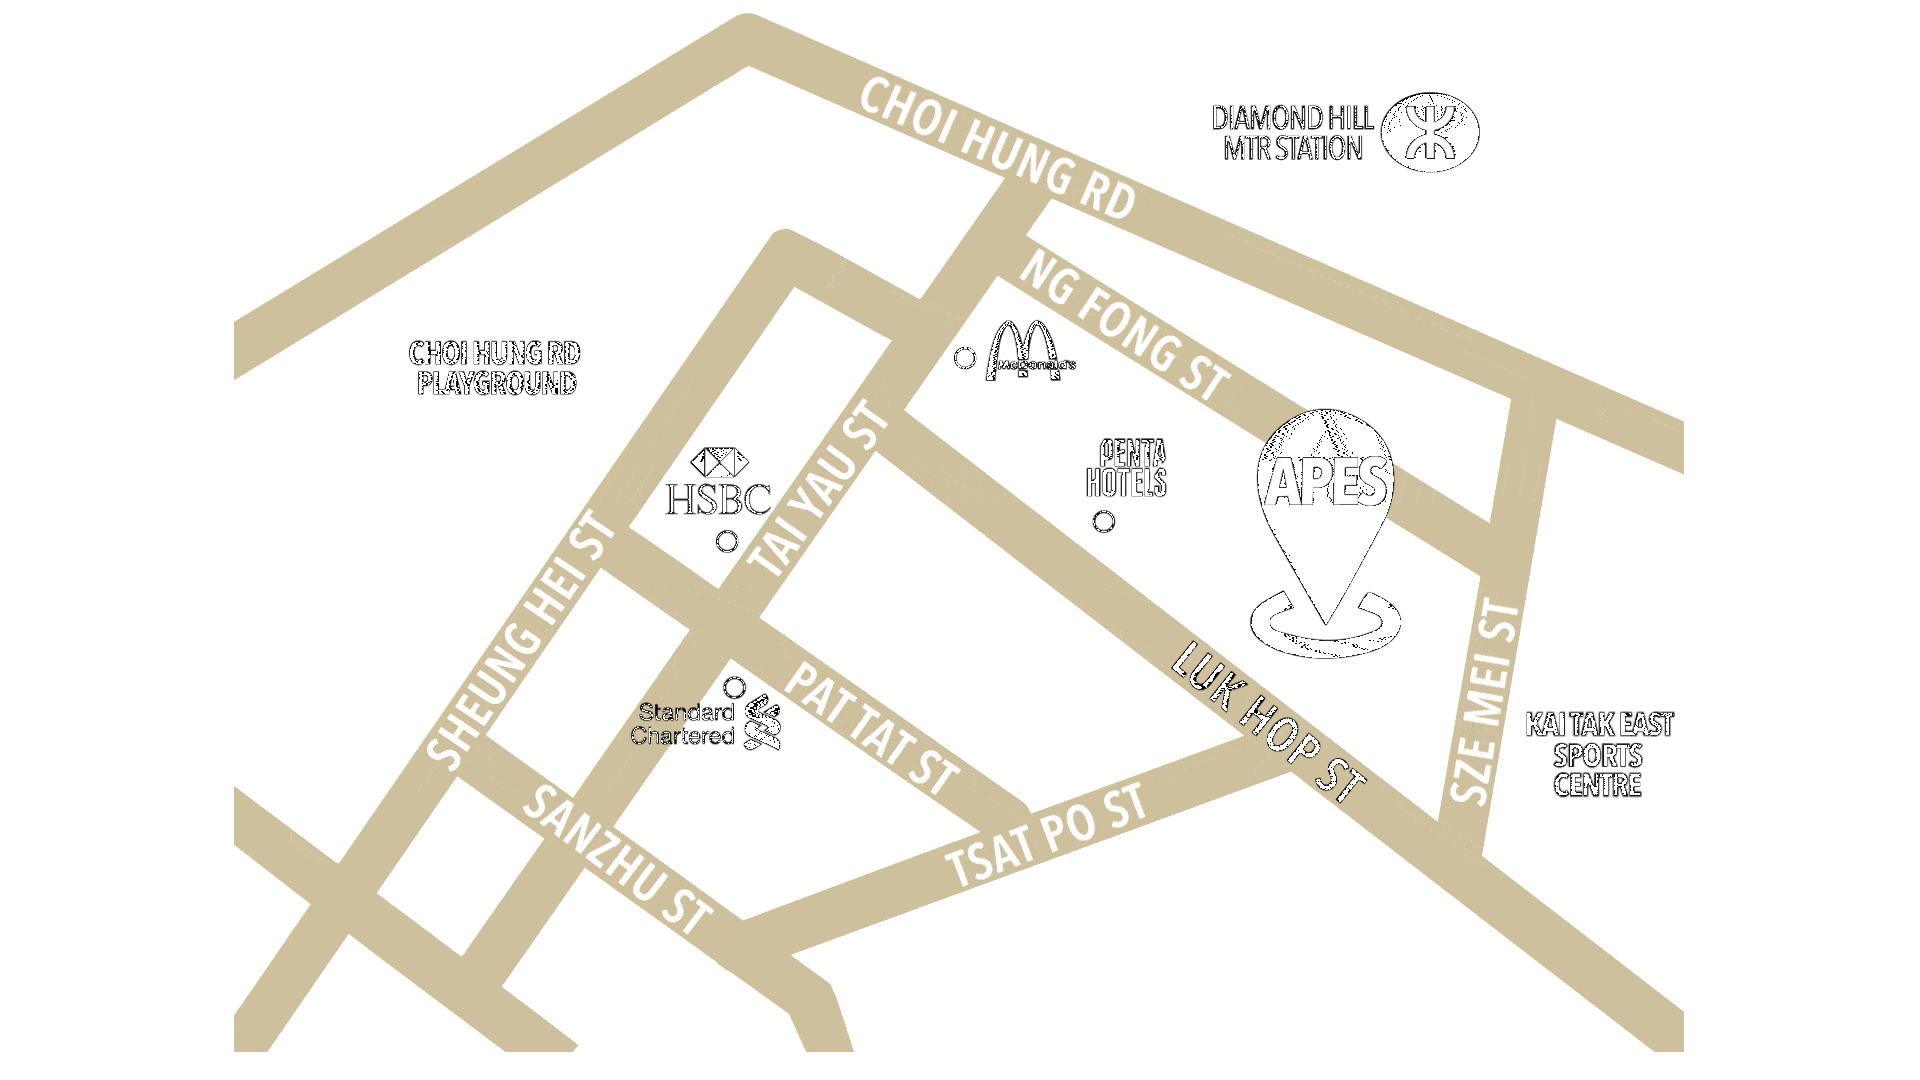 CHOI HUNG RD
DIAMOND HILL
MTR STATION
NG FONG ST
McDonald's
CHOI HUNG RD
PLAYGROUND
HSBC
TAI YAU ST
PENTA
HOTELS
APES
SHEUNG HEI ST
Standard
Chartered
PAT TAT ST
LUK HOP ST
SZE MEI ST
KAI TAK EAST
SPORTS
CENTRE
SANZHU ST
TSAT PO ST